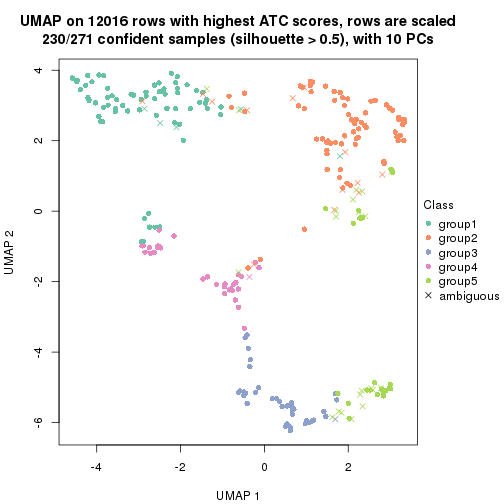 UMAP on 12016 rows with highest ATC scores, rows are scaled
230/271 confident samples (silhouette > 0.5), with 10 PCs
4
2
0
-2
-4
-6
UMAP 2
-4
-2
0
2
UMAP 1
Class
group1
group2
group3
group4
group5
ambiguous